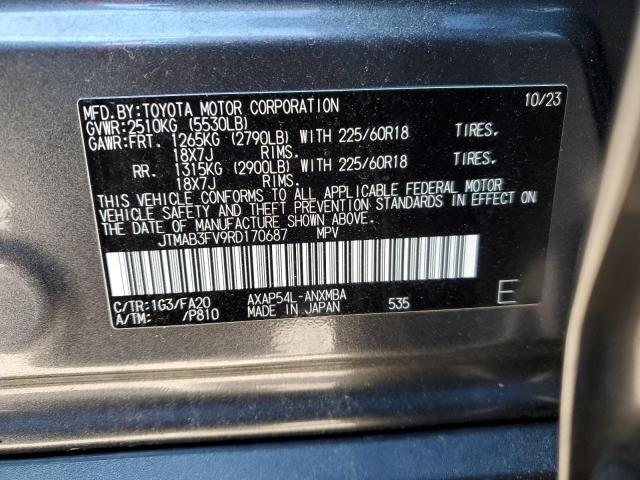 MFD.BY:TOYOTA MOTOR CORPORATION 10/23
GVWR:2510KG (5530LB)
GAWR:FRT. 1265KG (2790LB) WITH 225/60R18 TIRES.
18X7J RIMS.
RR. 1315KG (2900LB) WITH 225/60R18 TIRES.
18X7J RIMS.
THIS VEHICLE CONFORMS TO ALL APPLICABLE FEDERAL MOTOR
VEHICLE SAFETY AND THEFT PREVENTION STANDARDS IN EFFECT ON
THE DATE OF MANUFACTURE SHOWN ABOVE.
JTMAB3FV9RD170687 MPV
C/TR:1G3/FA20 AXAP54L-ANXMBA 535 E
A/TM: /P810 MADE IN JAPAN